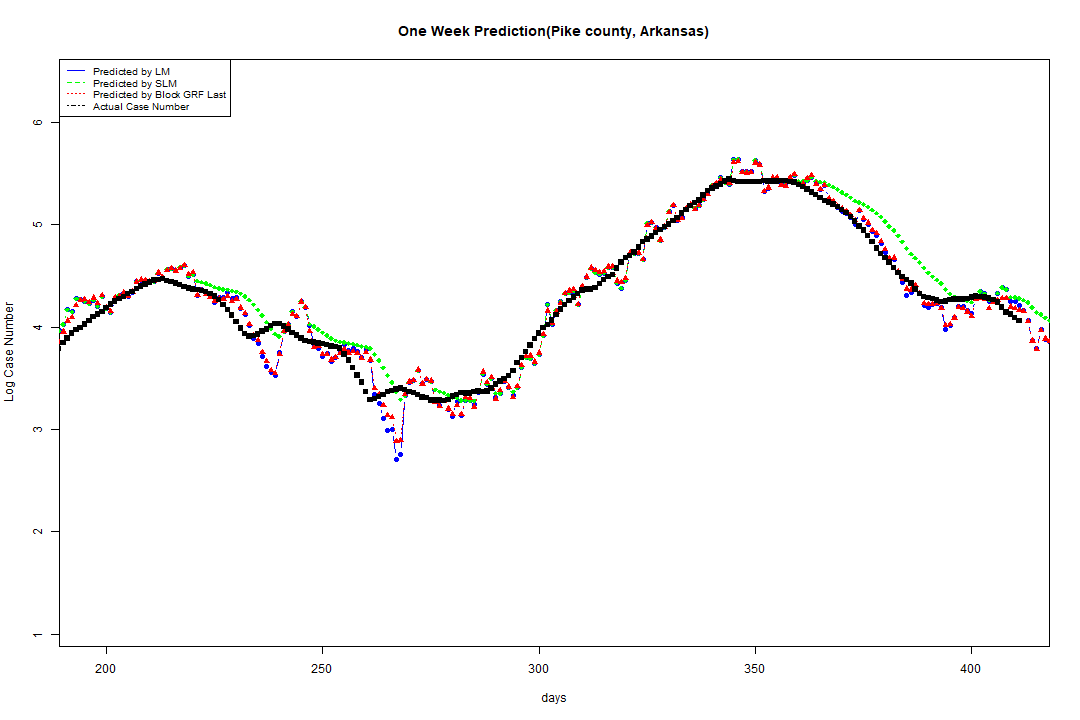 One Week Prediction(Pike county, Arkansas)
Predicted by LM
Predicted by SLM
Predicted by Block GRF Last
Actual Case Number
6
5
4
3
2
1
Log Case Number
200 250 300 350 400
days